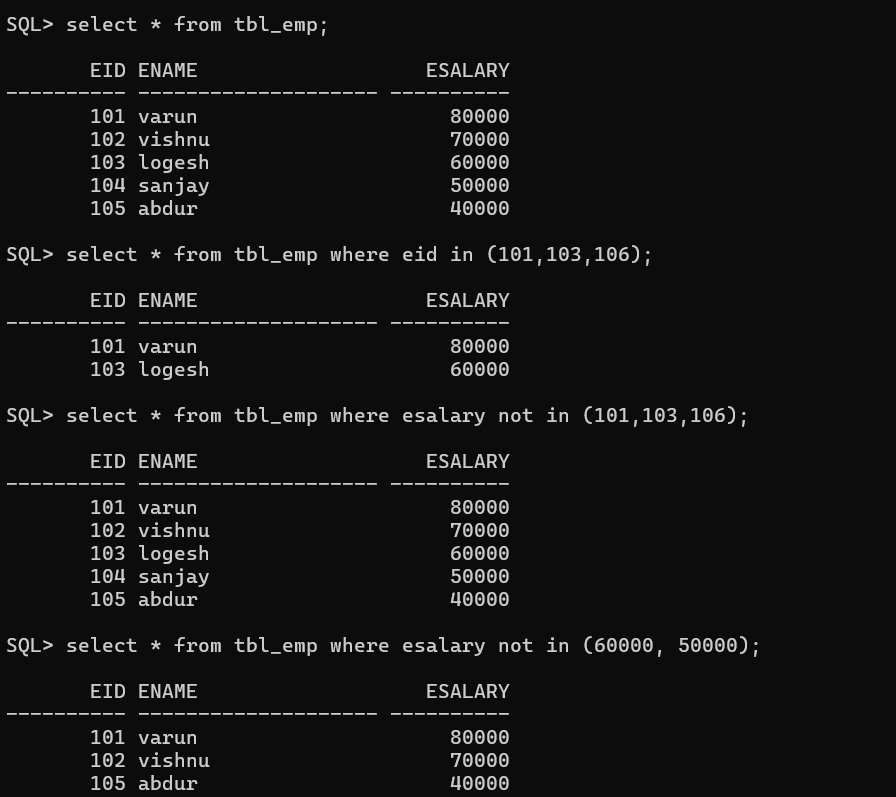 SQL> select * from tbl_emp;
       EID ENAME                   ESALARY
---------- -------------------- ----------
       101 varun                     80000
       102 vishnu                    70000
       103 logesh                    60000
       104 sanjay                    50000
       105 abdur                     40000
SQL> select * from tbl_emp where eid in (101,103,106);
       EID ENAME                   ESALARY
---------- -------------------- ----------
       101 varun                     80000
       103 logesh                    60000
SQL> select * from tbl_emp where esalary not in (101,103,106);
       EID ENAME                   ESALARY
---------- -------------------- ----------
       101 varun                     80000
       102 vishnu                    70000
       103 logesh                    60000
       104 sanjay                    50000
       105 abdur                     40000
SQL> select * from tbl_emp where esalary not in (60000, 50000);
       EID ENAME                   ESALARY
---------- -------------------- ----------
       101 varun                     80000
       102 vishnu                    70000
       105 abdur                     40000